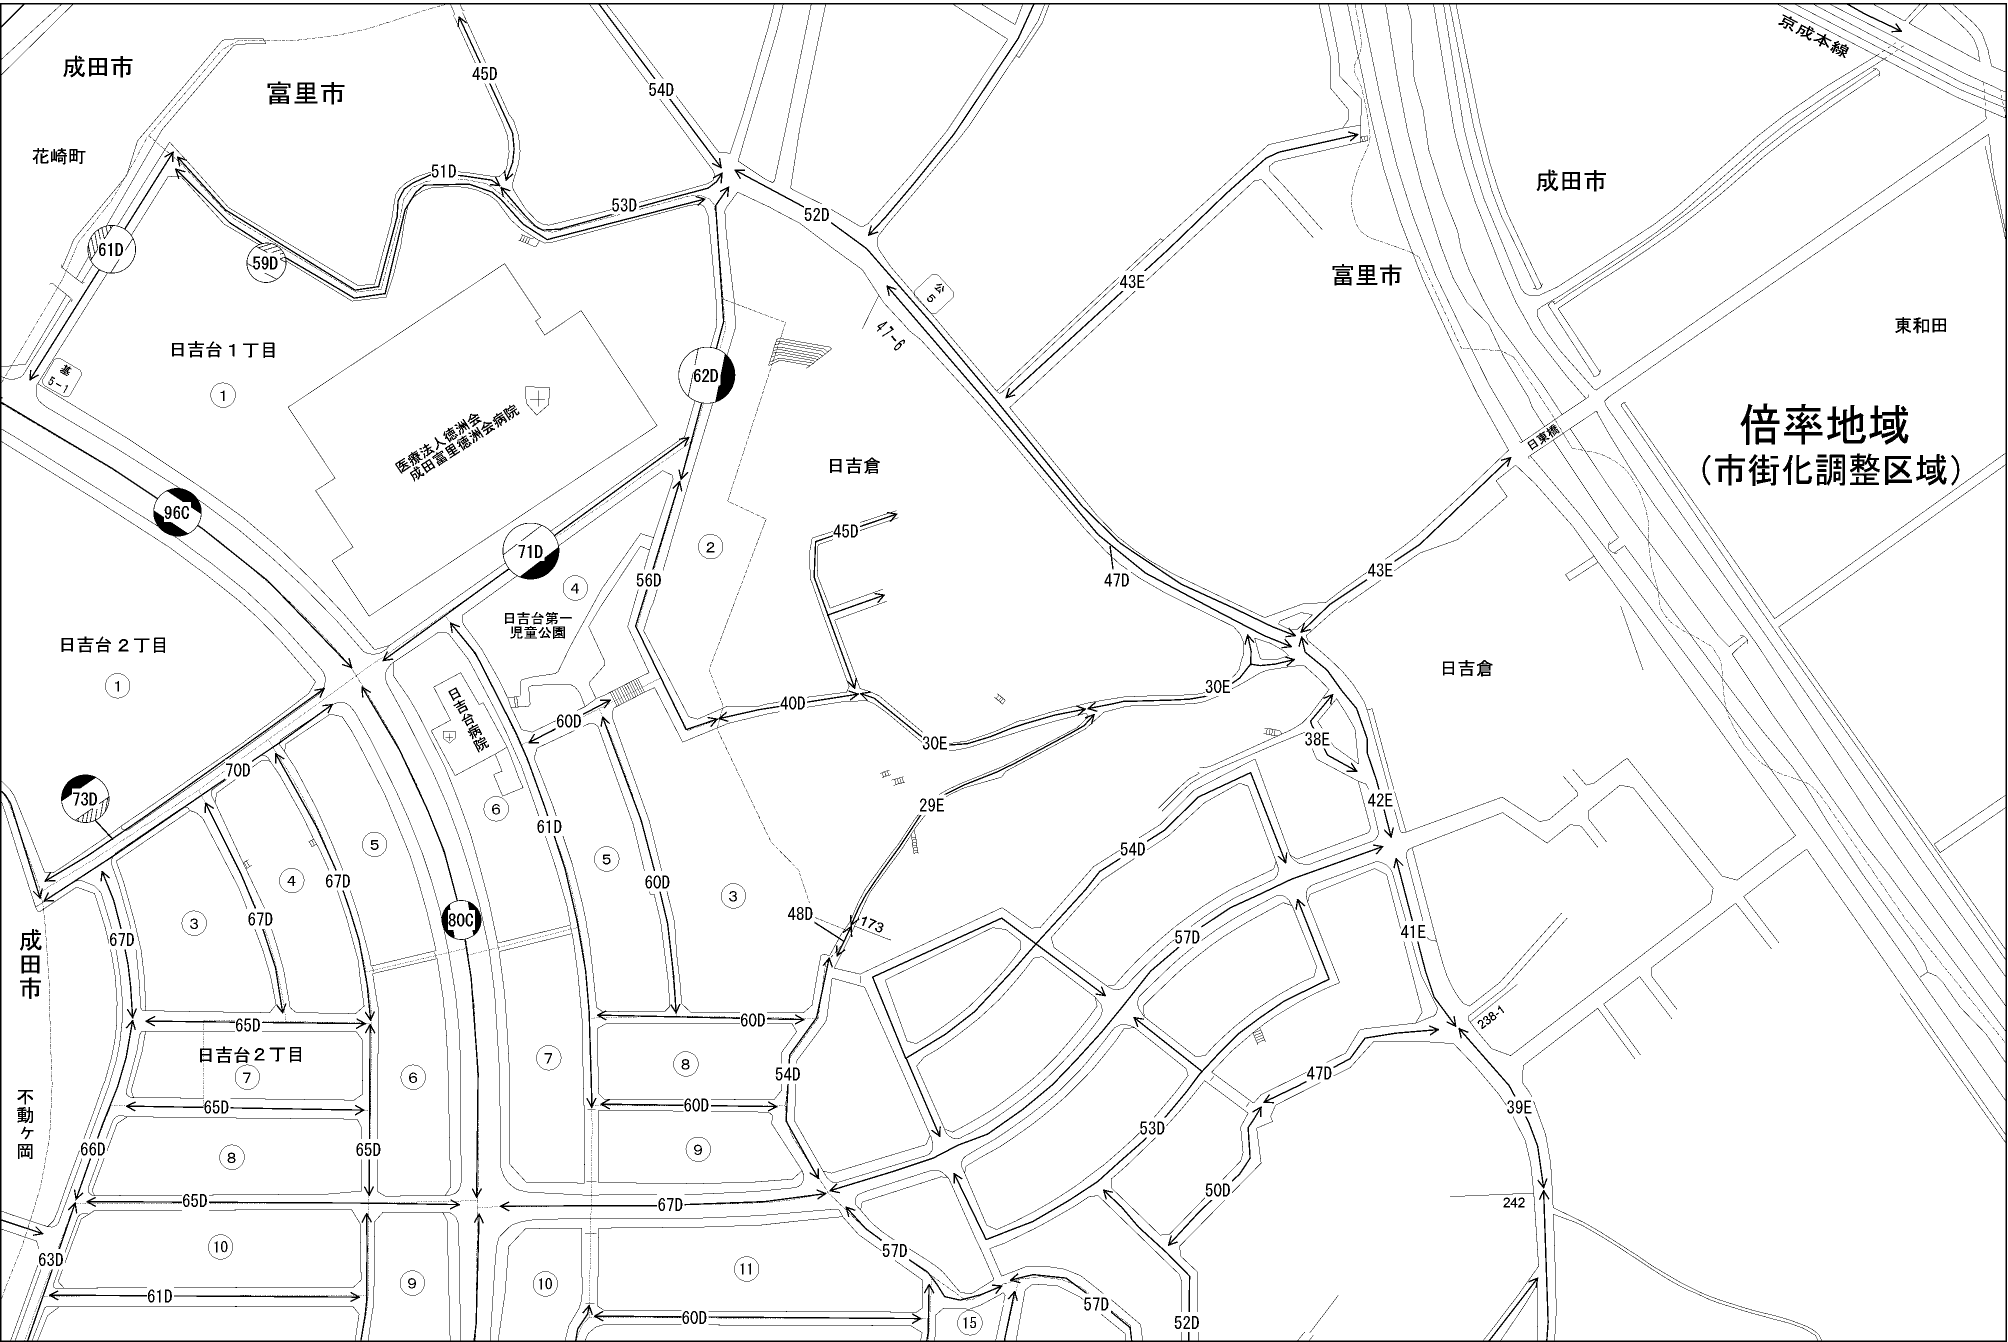 京成本線
成田市
富里市
45D
54D
花崎町
51D
53D
52D
成田市
61D
59D
43E
富里市
公
5
47-6
東和田
日吉台1丁目
1
基
5-1
62D
医療法人徳洲会
成田富里徳洲会病院
倍率地域
(市街化調整区域)
日東橋
日吉倉
96C
71D
2
45D
56D
4
47D
43E
日吉台第一
児童公園
日吉台2丁目
1
日吉倉
日吉台病院
60D
40D
30E
30E
38E
70D
73D
6
61D
29E
42E
5
54D
5
4
67D
60D
3
48D
173
3
67D
80C
67D
57D
41E
成田市
65D
60D
238-1
日吉台2丁目
7
6
7
8
54D
47D
65D
60D
39E
不動ヶ岡
66D
8
65D
9
53D
50D
65D
67D
242
10
57D
63D
11
9
10
61D
57D
60D
15
52D